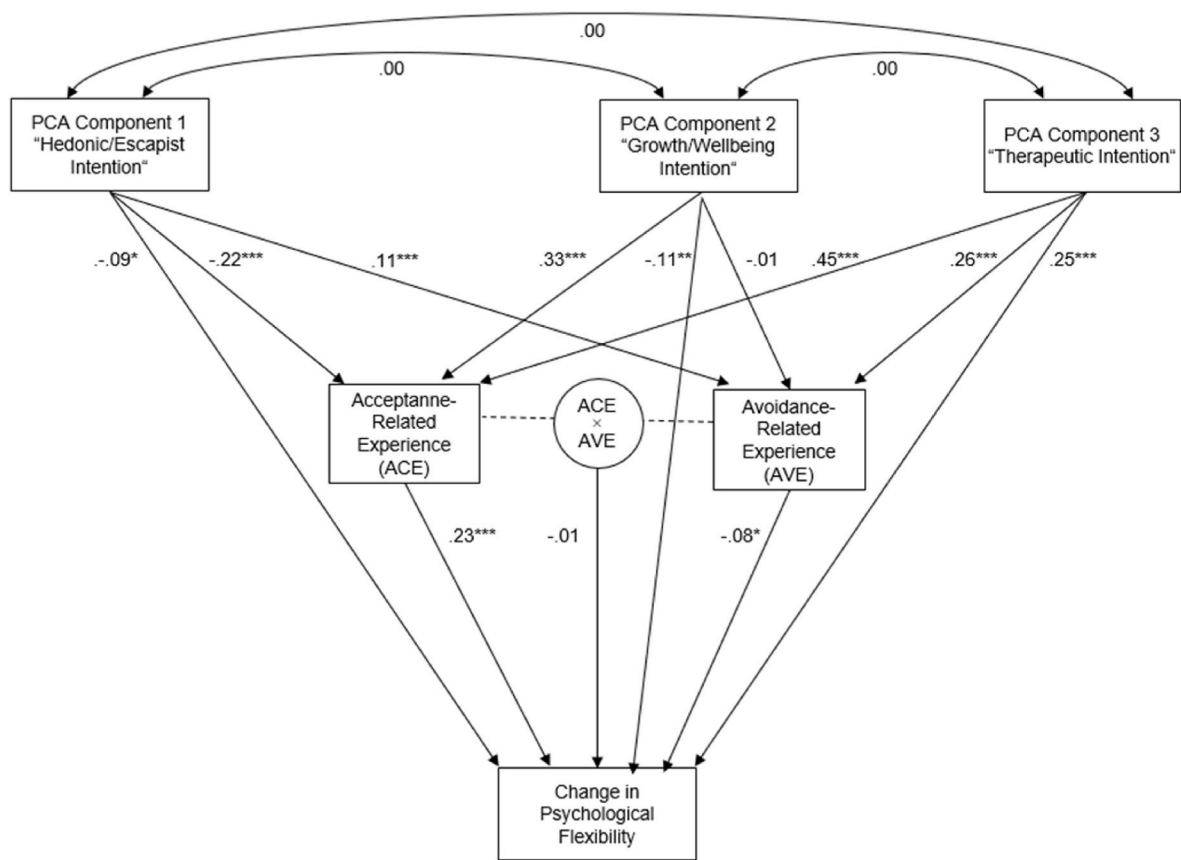 .00
.00
.00
PCA Component 1
“Hedonic/Escapist
Intention“
PCA Component 2
“Growth/Wellbeing
Intention“
PCA Component 3
“Therapeutic Intention“
.-.09*
-.22***
.11***
.33***
-.11**
-.01
.45***
.26***
.25***
Acceptanne-
Related
Experience
(ACE)
ACE
×
AVE
Avoidance-
Related
Experience
(AVE)
.23***
-.01
-.08*
Change in
Psychological
Flexibility